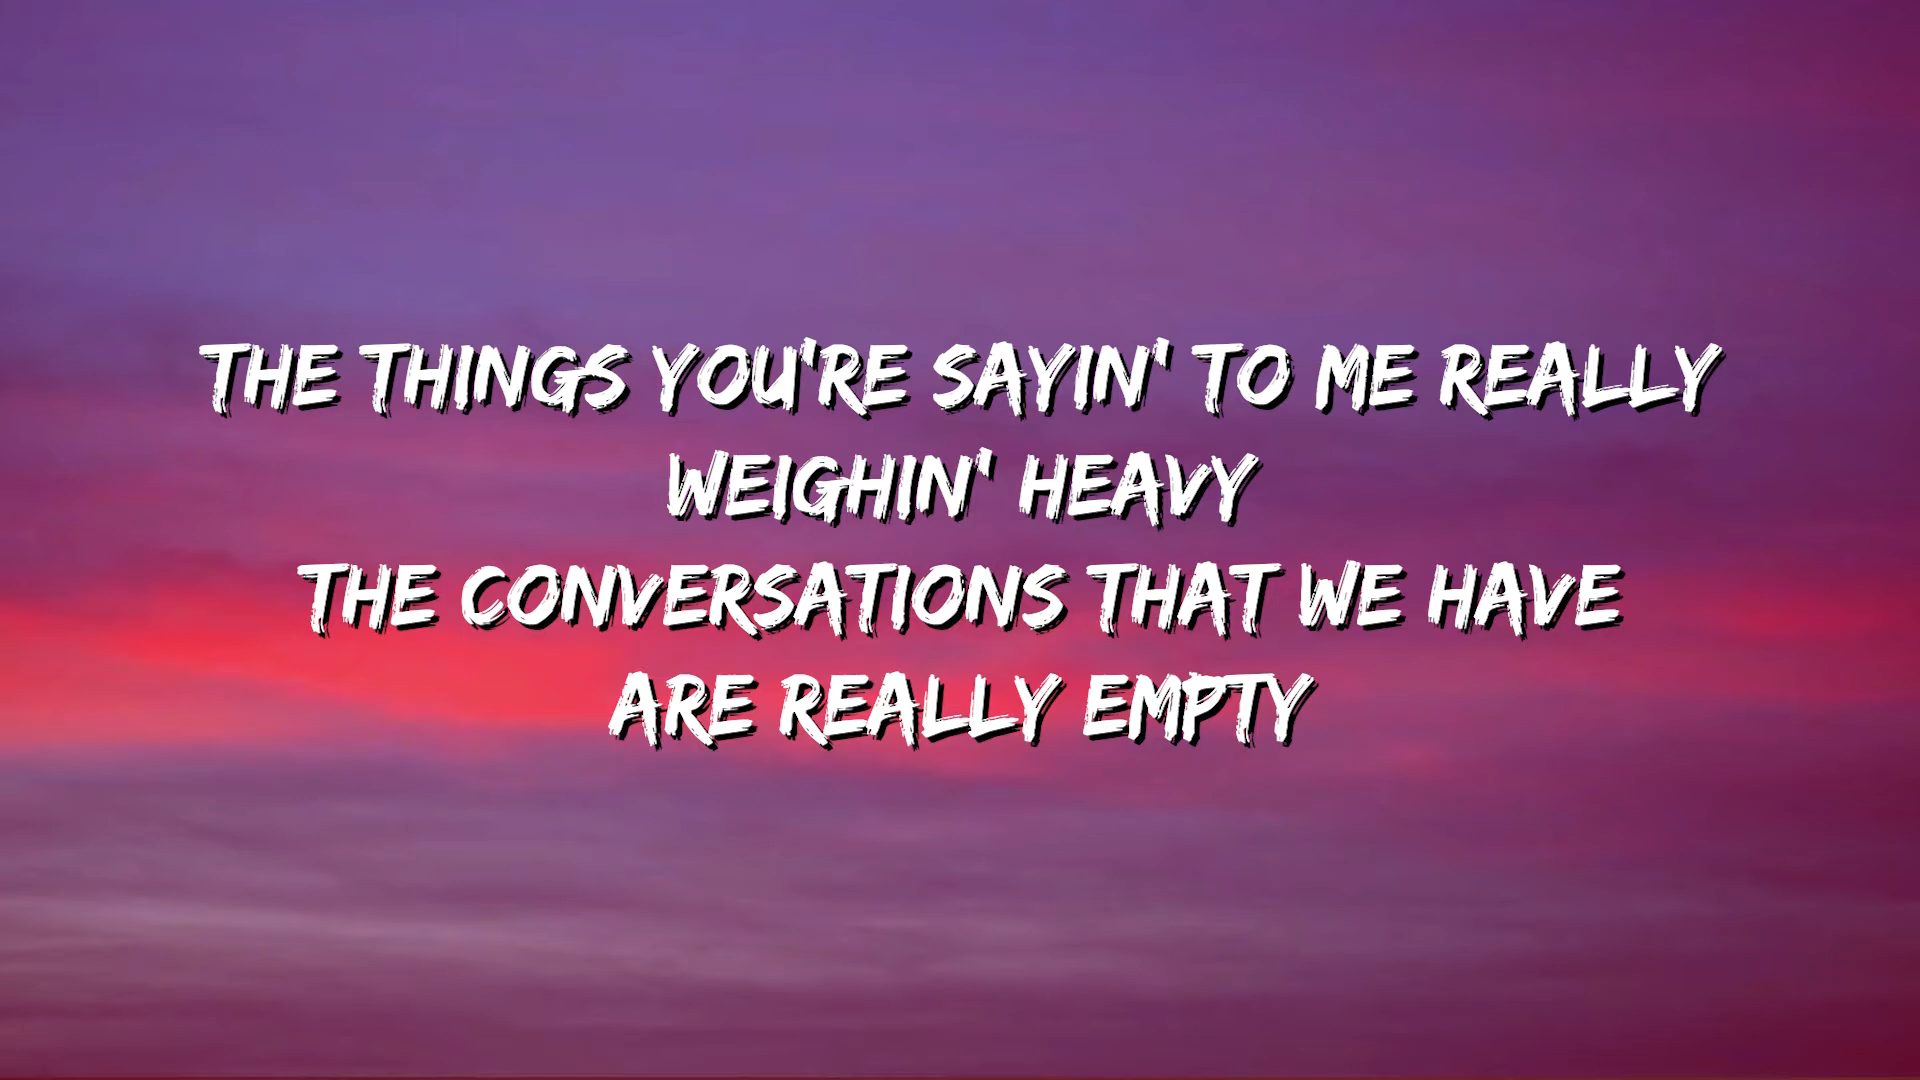 THE THINGS YOU'RE SAYIN' TO ME REALLY
WEIGHIN' HEAVY
THE CONVERSATIONS THAT WE HAVE
ARE REALLY EMPTY